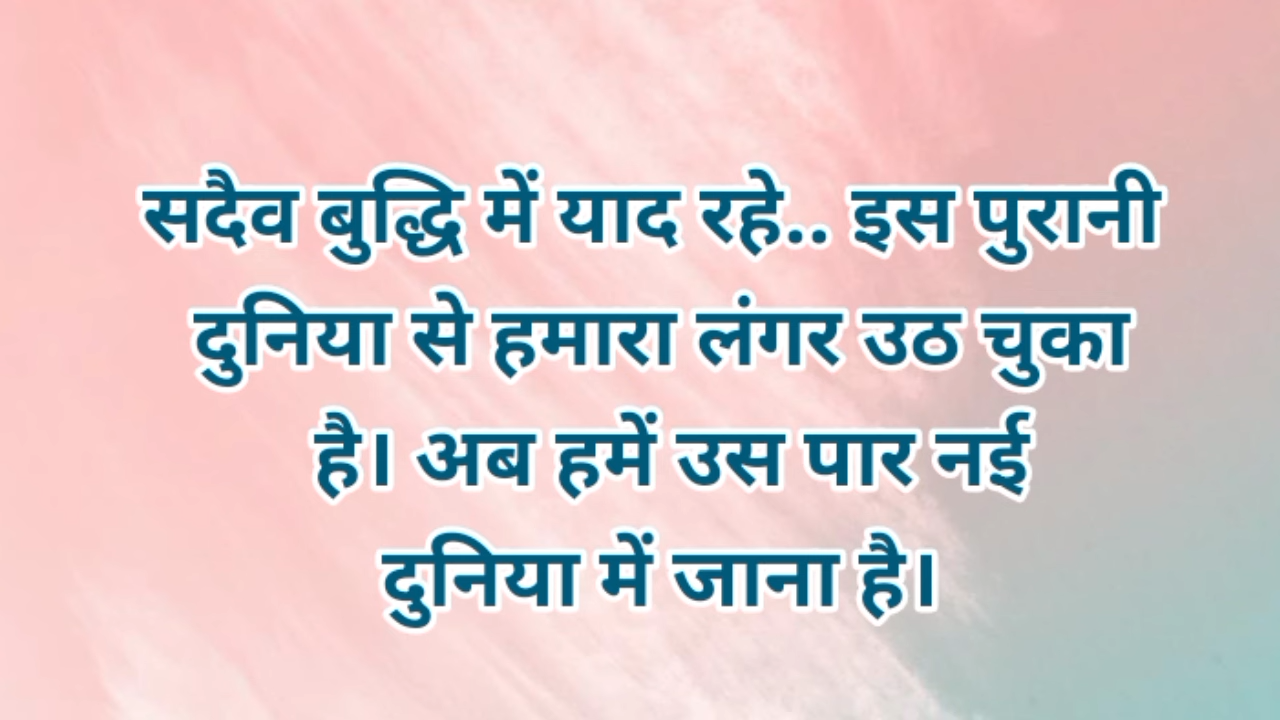 सदैव बुद्धि में याद रहे.. इस पुरानी
दुनिया से हमारा लंगर उठ चुका
है। अब हमें उस पार नई
दुनिया में जाना है।